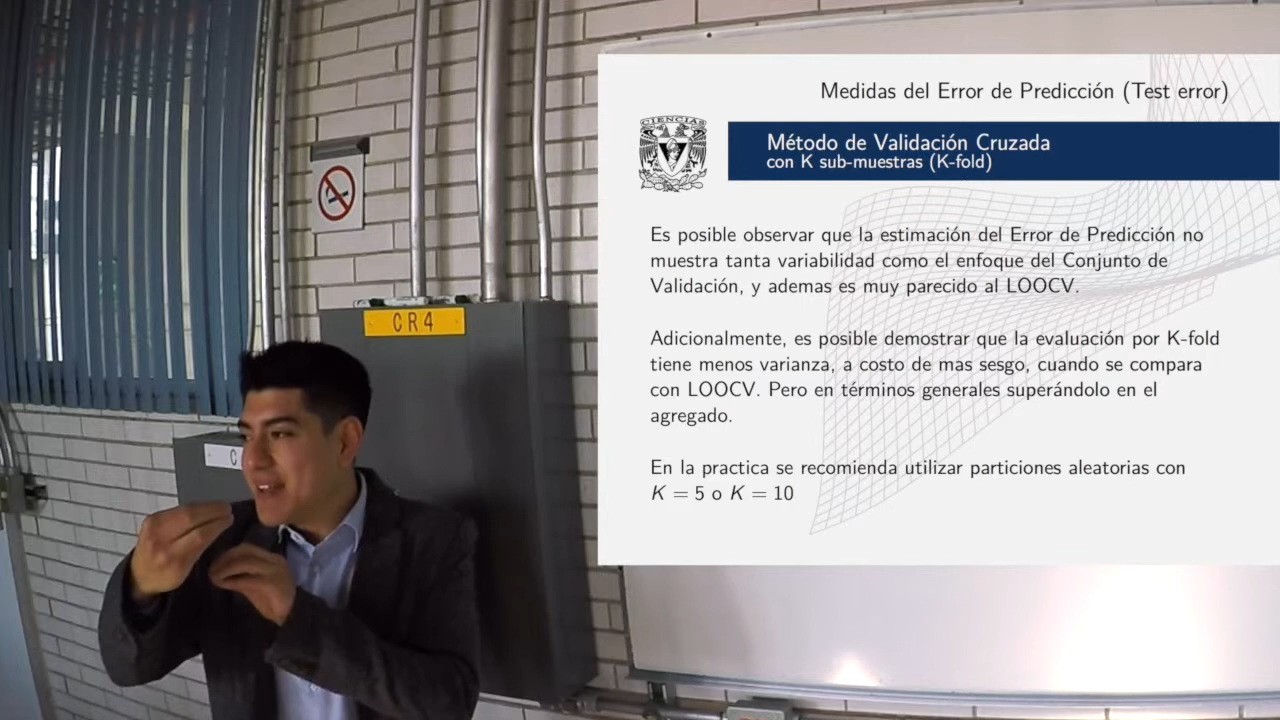 Medidas del Error de Predicción (Test error)
CIENCIAS
Método de Validación Cruzada
con K sub-muestras (K-fold)
Es posible observar que la estimación del Error de Predicción no
muestra tanta variabilidad como el enfoque del Conjunto de
Validación, y ademas es muy parecido al LOOCV.
Adicionalmente, es posible demostrar que la evaluación por K-fold
tiene menos varianza, a costo de mas sesgo, cuando se compara
con LOOCV. Pero en términos generales superándolo en el
agregado.
En la practica se recomienda utilizar particiones aleatorias con
K = 5 o K = 10
CR4